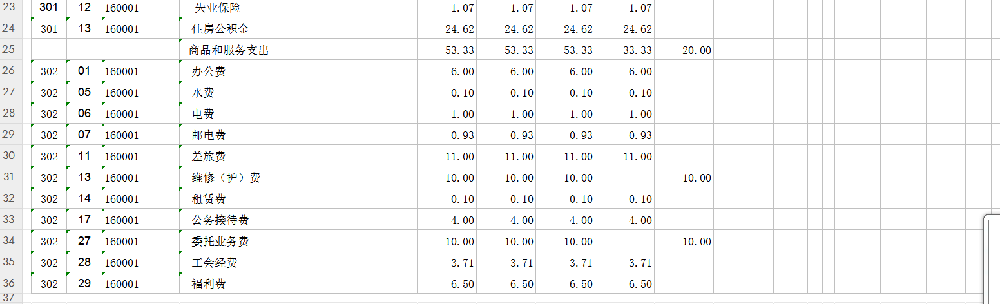 23 301 12 160001 失业保险 1.07 1.07 1.07 1.07
24 301 13 160001 住房公积金 24.62 24.62 24.62 24.62
25 商品和服务支出 53.33 53.33 53.33 33.33 20.00
26 302 01 160001 办公费 6.00 6.00 6.00 6.00
27 302 05 160001 水费 0.10 0.10 0.10 0.10
28 302 06 160001 电费 1.00 1.00 1.00 1.00
29 302 07 160001 邮电费 0.93 0.93 0.93 0.93
30 302 11 160001 差旅费 11.00 11.00 11.00 11.00
31 302 13 160001 维修（护）费 10.00 10.00 10.00 10.00
32 302 14 160001 租赁费 0.10 0.10 0.10 0.10
33 302 17 160001 公务接待费 4.00 4.00 4.00 4.00
34 302 27 160001 委托业务费 10.00 10.00 10.00 10.00
35 302 28 160001 工会经费 3.71 3.71 3.71 3.71
36 302 29 160001 福利费 6.50 6.50 6.50 6.50
37